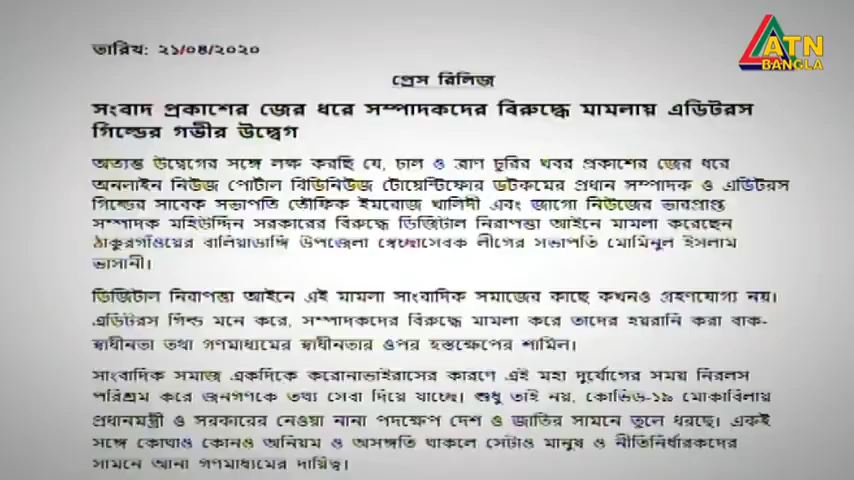 তারিখ: ২১/০৪/২০২০
ATN
BANGLA
প্রেস রিলিজ
সংবাদ প্রকাশের জের ধরে সম্পাদকদের বিরুদ্ধে মামলায় এডিটরস
গিল্ডের গভীর উদ্বেগ
অত্যন্ত উদ্বেগের সঙ্গে লক্ষ করছি যে, চাল ও ত্রাণ চুরির খবর প্রকাশের জের ধরে
অনলাইন নিউজ পোর্টাল বিডিনিউজ টোয়েন্টিফোর ডটকমের প্রধান সম্পাদক ও এডিটরস
গিল্ডের সাবেক সভাপতি তৌফিক ইমরোজ খালিদী এবং জাগো নিউজের ভারপ্রাপ্ত
সম্পাদক মহিউদ্দিন সরকারের বিরুদ্ধে ডিজিটাল নিরাপত্তা আইনে মামলা করেছেন
ঠাকুরগাঁওয়ের বালিয়াডাঙ্গি উপজেলা স্বেচ্ছাসেবক লীগের সভাপতি মোমিনুল ইসলাম
ভাসানী।
ডিজিটাল নিরাপত্তা আইনে এই মামলা সাংবাদিক সমাজের কাছে কখনও গ্রহণযোগ্য নয়।
এডিটরস গিল্ড মনে করে, সম্পাদকদের বিরুদ্ধে মামলা করে তাদের হয়রানি করা বাক-
স্বাধীনতা তথা গণমাধ্যমের স্বাধীনতার ওপর হস্তক্ষেপের শামিল।
সাংবাদিক সমাজ একদিকে করোনাভাইরাসের কারণে এই মহা দুর্যোগের সময় নিরলস
পরিশ্রম করে জনগণকে তথ্য সেবা দিয়ে যাচ্ছে। শুধু তাই নয়, কোভিড-১৯ মোকাবিলায়
প্রধানমন্ত্রী ও সরকারের নেওয়া নানা পদক্ষেপ দেশ ও জাতির সামনে তুলে ধরছে। একই
সঙ্গে কোথাও কোনও অনিয়ম ও অসঙ্গতি থাকলে সেটাও মানুষ ও নীতিনির্ধারকদের
সামনে আনা গণমাধ্যমের দায়িত্ব।